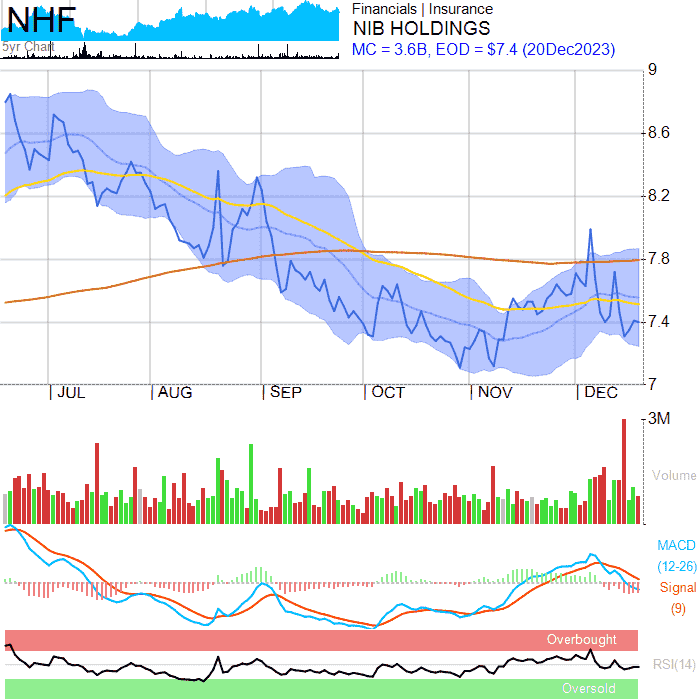 NHF
5yr Chart
Financials | Insurance
NIB HOLDINGS
MC = 3.6B, EOD = $7.4 (20Dec2023)
9
8.6
8.2
7.8
7.4
7
| JUL | AUG | SEP | OCT | NOV | DEC
3M
Volume
MACD
(12-26)
Signal
(9)
Overbought
RSI(14)
Oversold